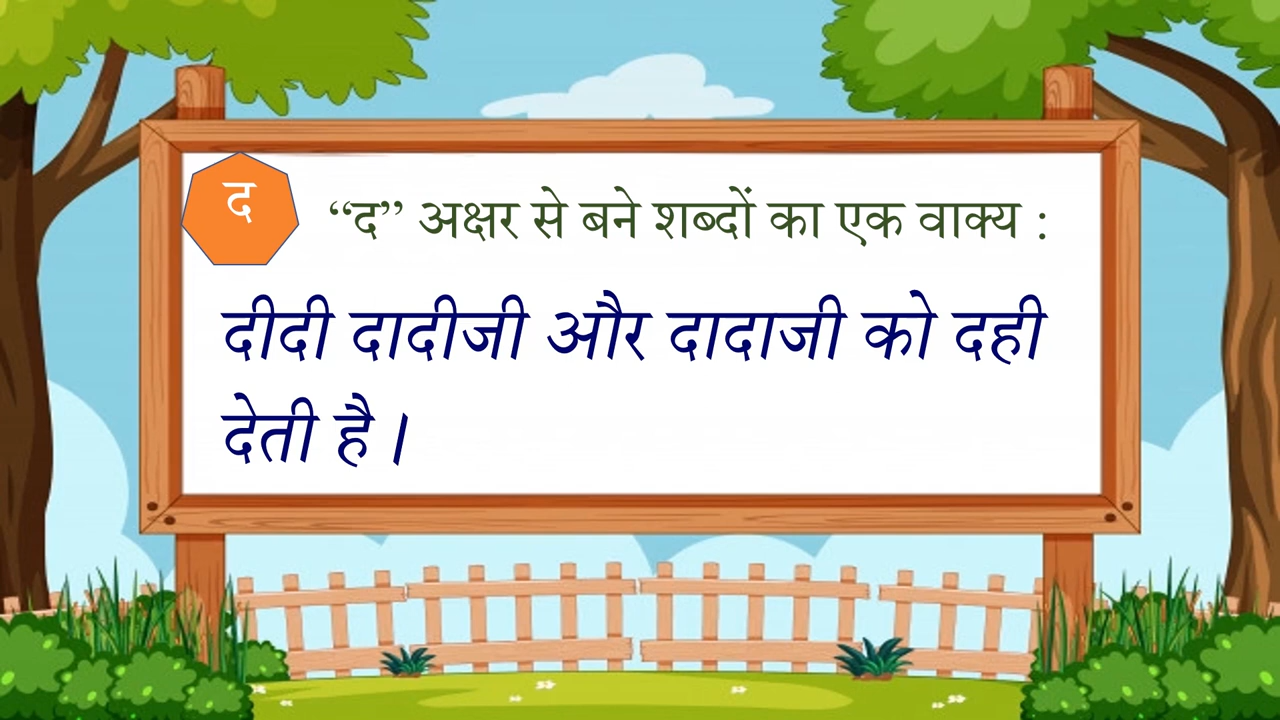 द
“द” अक्षर से बने शब्दों का एक वाक्य :
दीदी दादीजी और दादाजी को दही
देती है ।